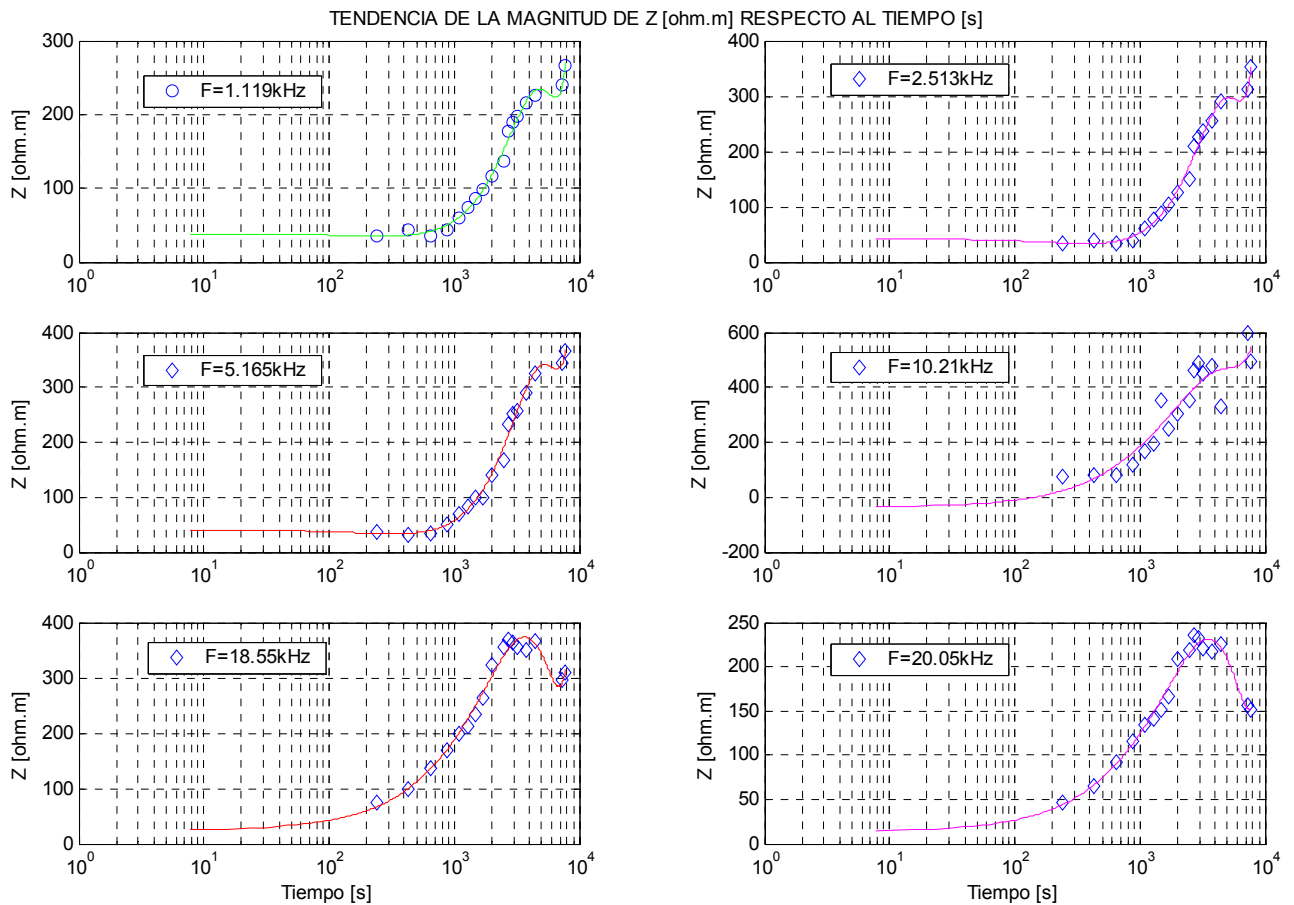 TENDENCIA DE LA MAGNITUD DE Z [ohm.m] RESPECTO AL TIEMPO [s]
300
200
100
0
Z [ohm.m]
F=1.119kHz
10^0 10^1 10^2 10^3 10^4
400
300
200
100
0
Z [ohm.m]
F=2.513kHz
10^0 10^1 10^2 10^3 10^4
400
300
200
100
0
Z [ohm.m]
F=5.165kHz
10^0 10^1 10^2 10^3 10^4
600
400
200
0
-200
Z [ohm.m]
F=10.21kHz
10^0 10^1 10^2 10^3 10^4
400
300
200
100
0
Z [ohm.m]
F=18.55kHz
10^0 10^1 10^2 10^3 10^4
Tiempo [s]
250
200
150
100
50
0
Z [ohm.m]
F=20.05kHz
10^0 10^1 10^2 10^3 10^4
Tiempo [s]